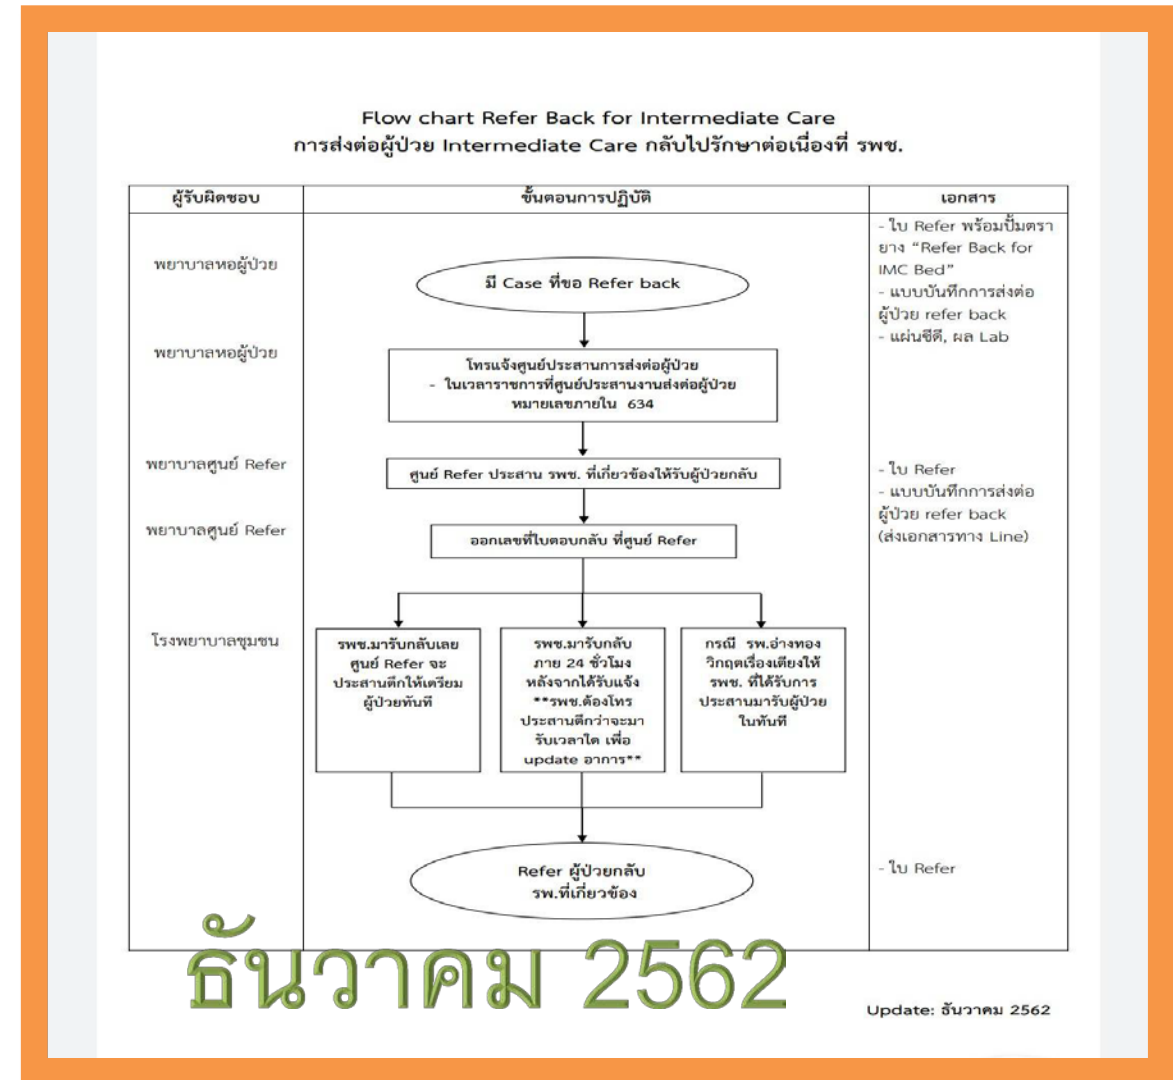 Flow chart Refer Back for Intermediate Care
การส่งต่อผู้ป่วย Intermediate Care กลับไปรักษาต่อเนื่องที่ รพช.
ผู้รับผิดชอบ
ขั้นตอนการปฏิบัติ
เอกสาร
พยาบาลหอผู้ป่วย
มี Case ที่ขอ Refer back
- ใบ Refer พร้อมปั้มตรา
ยาง “Refer Back for
IMC Bed”
- แบบบันทึกการส่งต่อ
ผู้ป่วย refer back
- แผ่นซีดี, ผล Lab
พยาบาลหอผู้ป่วย
โทรแจ้งศูนย์ประสานการส่งต่อผู้ป่วย
- ในเวลาราชการที่ศูนย์ประสานงานส่งต่อผู้ป่วย
หมายเลขภายใน 634
พยาบาลศูนย์ Refer
ศูนย์ Refer ประสาน รพช. ที่เกี่ยวข้องให้รับผู้ป่วยกลับ
- ใบ Refer
- แบบบันทึกการส่งต่อ
ผู้ป่วย refer back
(ส่งเอกสารทาง Line)
พยาบาลศูนย์ Refer
ออกเลขที่ใบตอบกลับ ที่ศูนย์ Refer
โรงพยาบาลชุมชน
รพช.มารับกลับเลย
ศูนย์ Refer จะ
ประสานตึกให้เตรียม
ผู้ป่วยทันที
รพช.มารับกลับ
ภาย 24 ชั่วโมง
หลังจากได้รับแจ้ง
**รพช.ต้องโทร
ประสานตึกว่าจะมา
รับเวลาใด เพื่อ
update อาการ**
กรณี รพ.อ่างทอง
วิกฤตเรื่องเตียงให้
รพช. ที่ได้รับการ
ประสานมารับผู้ป่วย
ในทันที
Refer ผู้ป่วยกลับ
รพ.ที่เกี่ยวข้อง
- ใบ Refer
ธันวาคม 2562
Update: ธันวาคม 2562